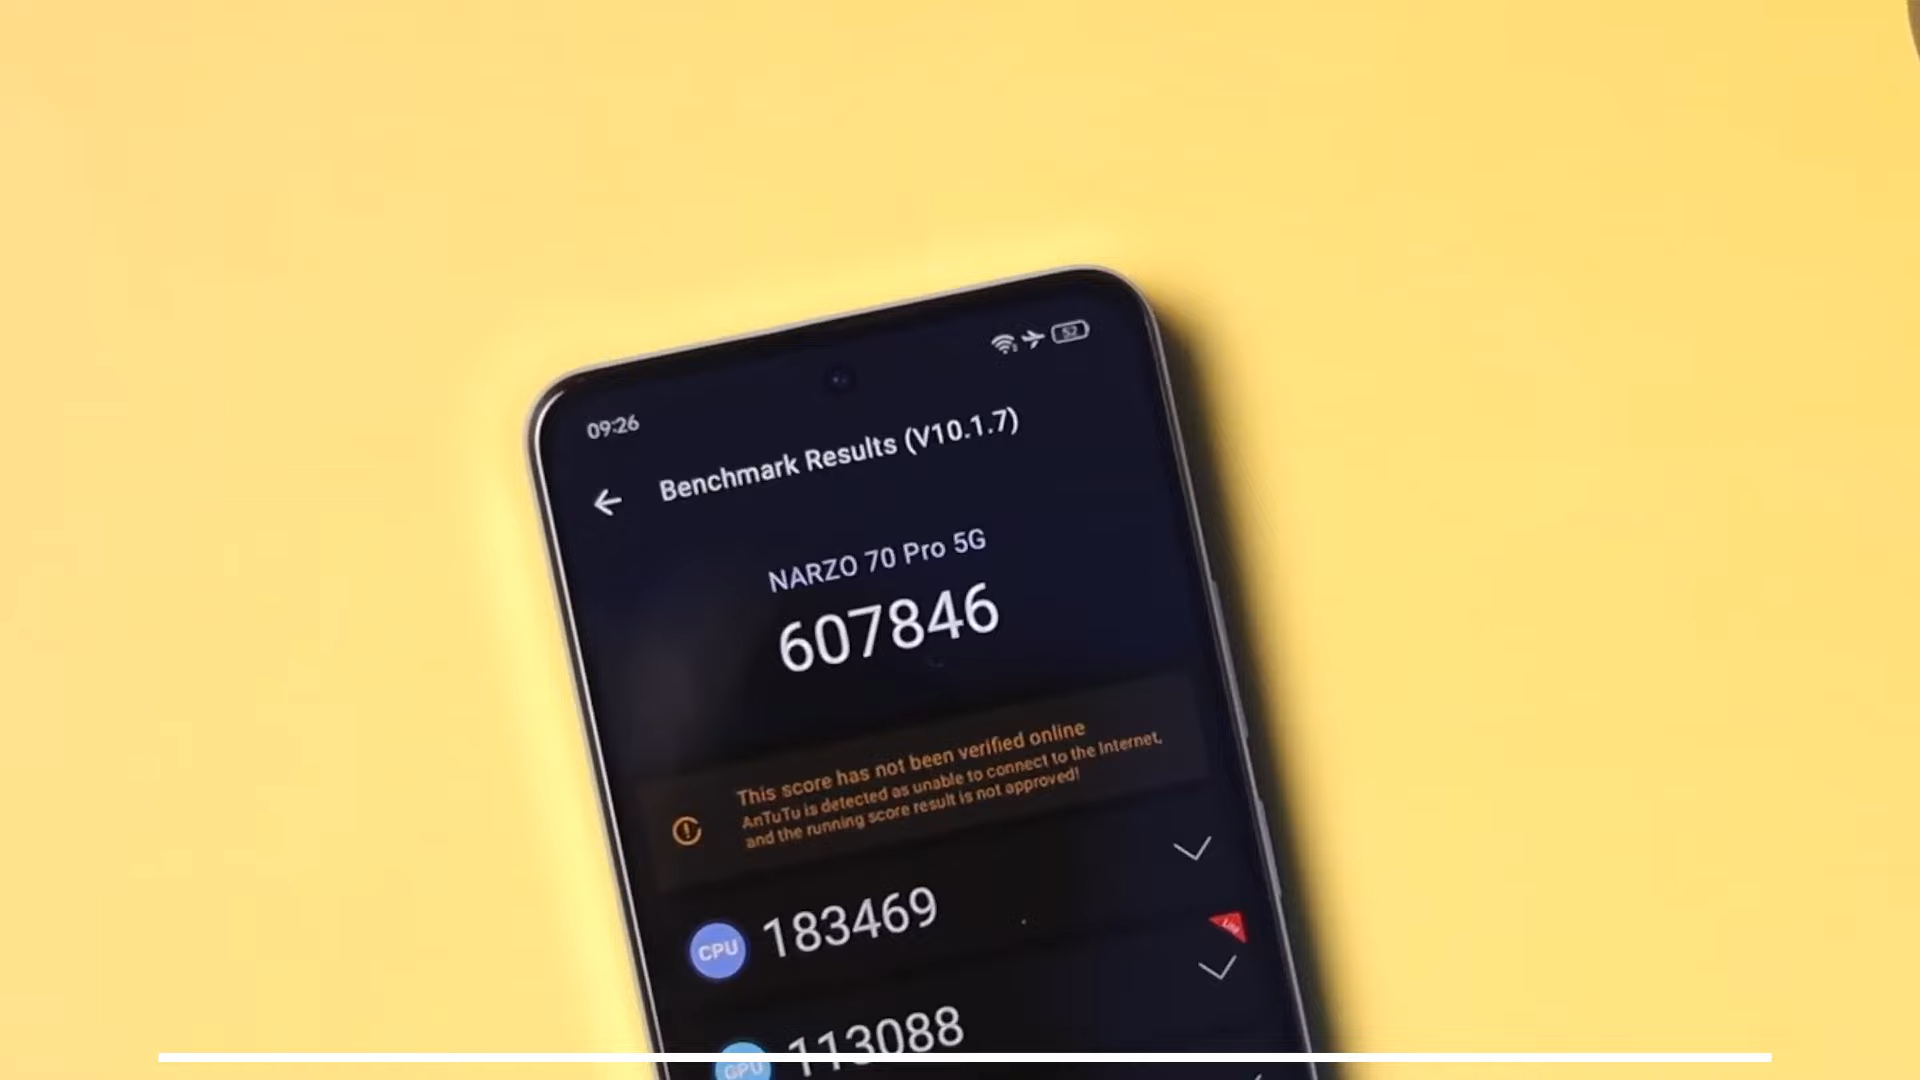 52
09:26
Benchmark Results (V10.1.7)
NARZO 70 Pro 5G
607846
This score has not been verified online
AnTuTu is detected as unable to connect to the Internet,
and the running score result is not approved!
CPU 183469
Lite
GPU 113088